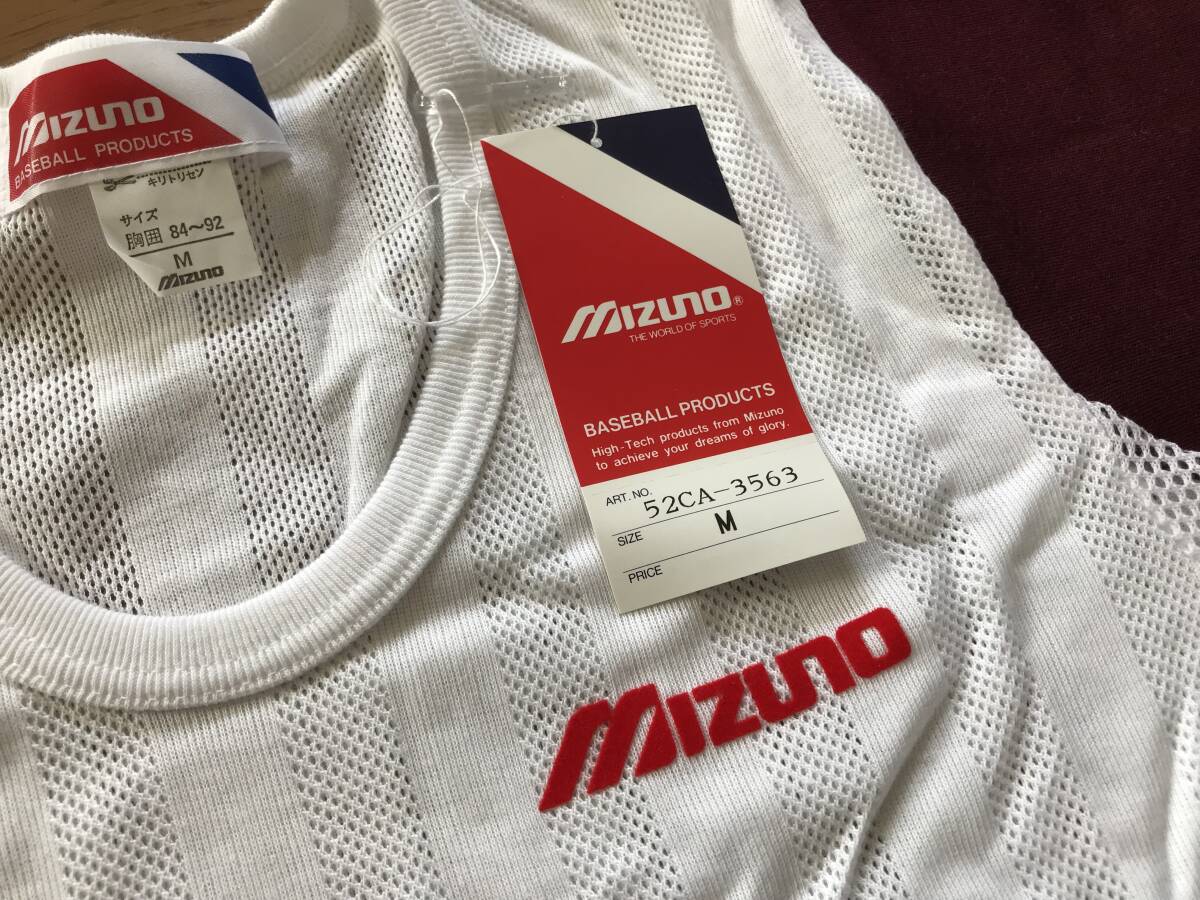 Mizuno
BASEBALL PRODUCTS
キリトリセン
サイズ
胸囲 84〜92
M
Mizuno
Mizuno®
THE WORLD OF SPORTS
BASEBALL PRODUCTS
High-Tech products from Mizuno
to achieve your dreams of glory.
ART. NO. 52CA-3563
SIZE M
PRICE
Mizuno